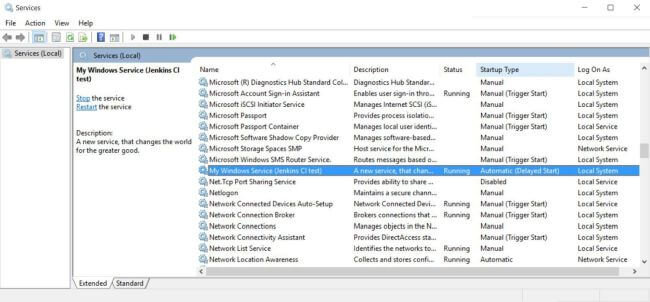 Services
File Action View Help
Services (Local)
Services (Local)
My Windows Service (Jenkins CI
test)
Stop the service
Restart the service
Description:
A new service, that changes the world
for the greater good.
Name Description Status Startup Type Log On As
Microsoft (R) Diagnostics Hub Standard Col... Diagnostics Hub Stan... Manual Local System
Microsoft Account Sign-in Assistant Enables user sign-in thro... Running Manual (Trigger Start) Local System
Microsoft iSCSI Initiator Service Manages Internet SCSI (iS... Manual Local System
Microsoft Passport Provides process isolatio... Manual (Trigger Start) Local System
Microsoft Passport Container Manages local user identi... Manual (Trigger Start) Local Service
Microsoft Software Shadow Copy Provider Manages software-based... Manual Local System
Microsoft Storage Spaces SMP Host service for the Micr... Manual Network Service
Microsoft Windows SMS Router Service. Routes messages based o... Manual (Trigger Start) Local System
My Windows Service (Jenkins CI test) A new service, that chan... Running Automatic (Delayed Start) Local System
Net.Tcp Port Sharing Service Provides ability to share ... Disabled Local Service
Netlogon Maintains a secure chann... Manual Local System
Network Connected Devices Auto-Setup Network Connected Devic... Manual (Trigger Start) Local Service
Network Connection Broker Brokers connections that ... Running Manual (Trigger Start) Local System
Network Connections Manages objects in the N... Manual Local System
Network Connectivity Assistant Provides DirectAccess sta... Manual (Trigger Start) Local System
Network List Service Identifies the networks to... Running Manual Local Service
Network Location Awareness Collects and stores confi... Running Automatic Network Service
Extended Standard